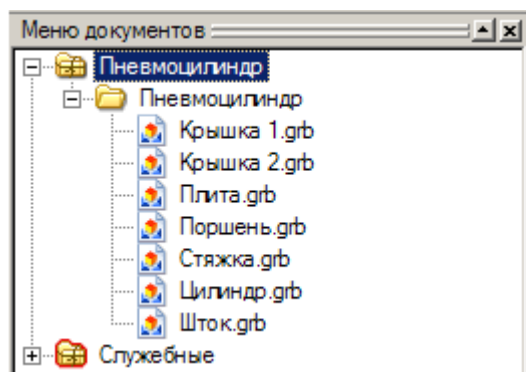 Меню документов
Пневмоцилиндр
Пневмоцилиндр
Крышка 1.grb
Крышка 2.grb
Плита.grb
Поршень.grb
Стяжка.grb
Цилиндр.grb
Шток.grb
Служебные